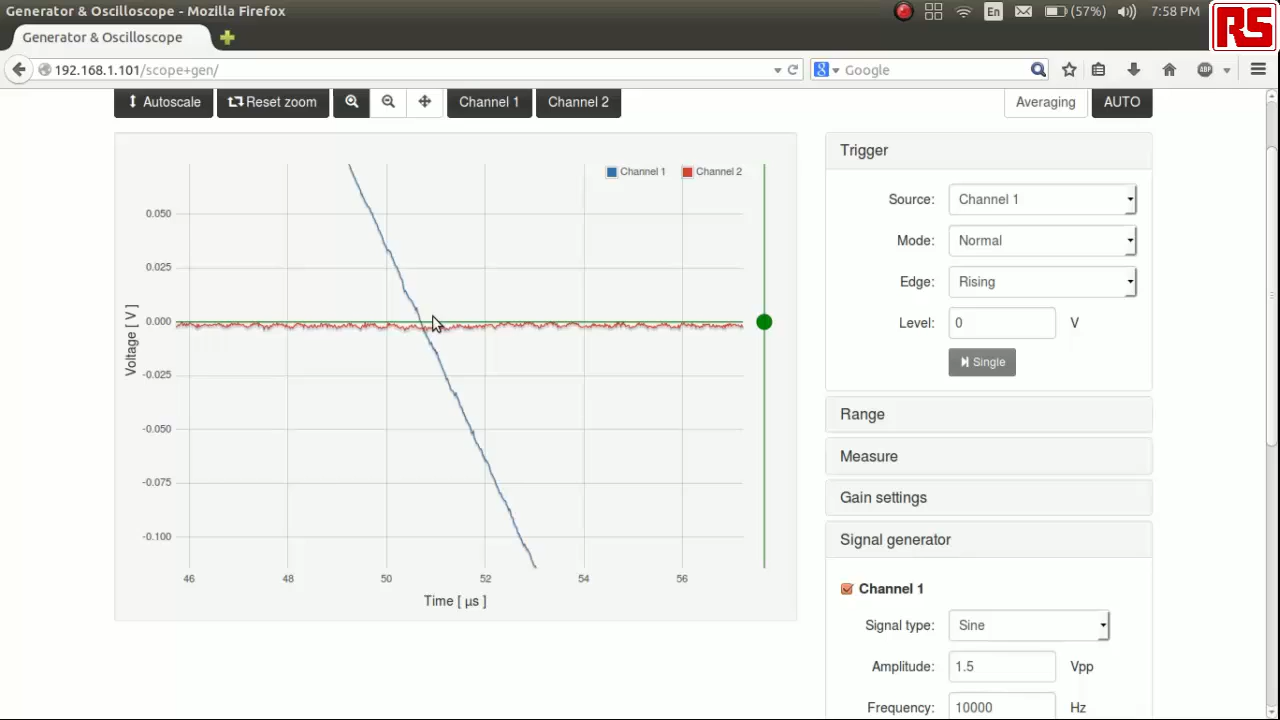 Generator & Oscilloscope - Mozilla Firefox
En (57%) 7:58 PM
RS
Generator & Oscilloscope
192.168.1.101/scope+gen/ Google ABP
Autoscale Reset zoom Channel 1 Channel 2 Averaging AUTO
Channel 1 Channel 2
0.050
0.025
0.000
-0.025
-0.050
-0.075
-0.100
Voltage [ V ]
46 48 50 52 54 56
Time [ µs ]
Trigger
Source: Channel 1
Mode: Normal
Edge: Rising
Level: 0 V
Single
Range
Measure
Gain settings
Signal generator
Channel 1
Signal type: Sine
Amplitude: 1.5 Vpp
Frequency: 10000 Hz